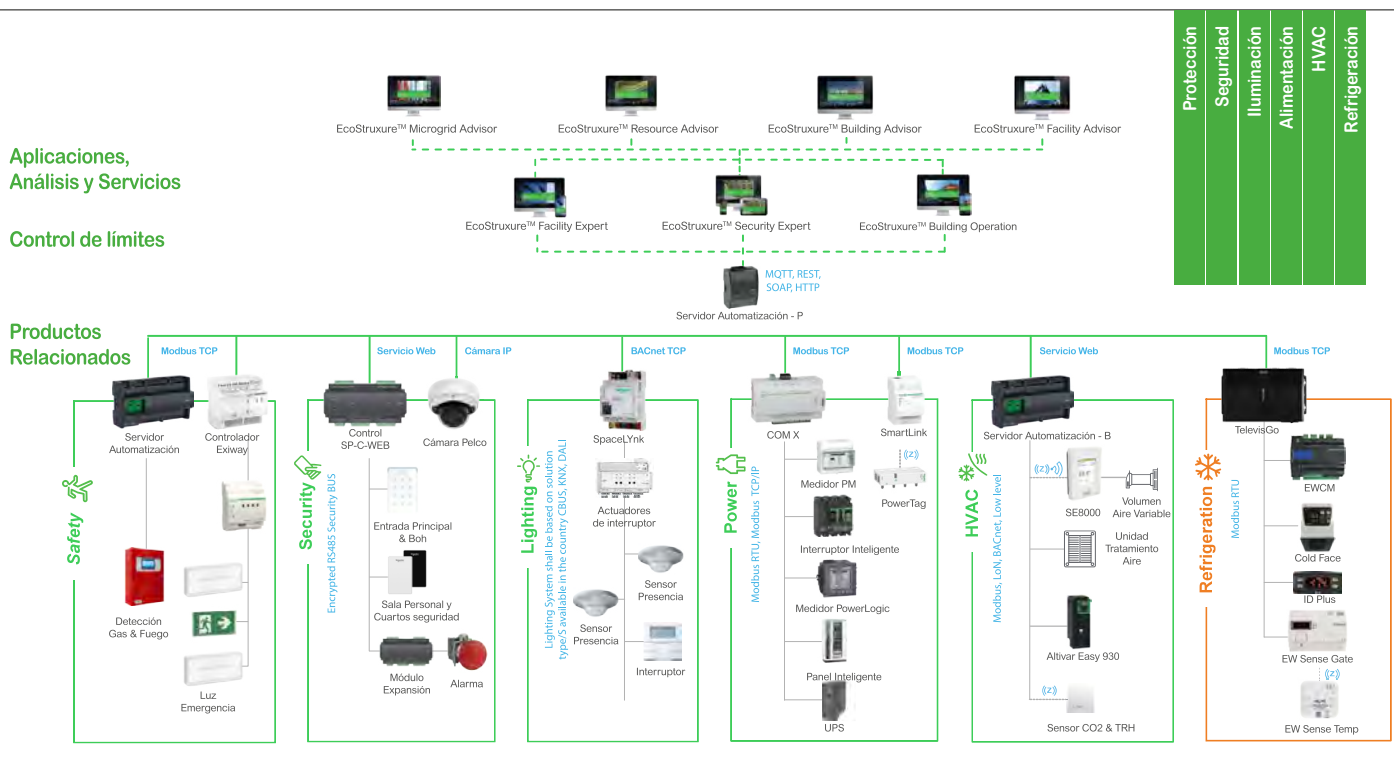 Protección
Seguridad
Iluminación
Alimentación
HVAC
Refrigeración
EcoStruxure™ Microgrid Advisor
EcoStruxure™ Resource Advisor
EcoStruxure™ Building Advisor
EcoStruxure™ Facility Advisor
Aplicaciones,
Análisis y Servicios
EcoStruxure™ Facility Expert
EcoStruxure™ Security Expert
EcoStruxure™ Building Operation
Control de límites
MQTT, REST,
SOAP, HTTP
Servidor Automatización - P
Productos
Relacionados
Modbus TCP
Servicio Web
Cámara IP
BACnet TCP
Modbus TCP
Modbus TCP
Servicio Web
Modbus TCP
Safety
Servidor
Automatización
Controlador
Exiway
Detección
Gas & Fuego
Luz
Emergencia
Security
Encrypted RS485 Security BUS
Control
SP-C-WEB
Cámara Pelco
Entrada Principal
& Boh
Sala Personal y
Cuartos seguridad
Módulo
Expansión
Alarma
Lighting
Lighting System shall be based on solution
type/S available in the country CBUS, KNX, DALI
SpaceLYnk
Actuadores
de interruptor
Sensor
Presencia
Sensor
Presencia
Interruptor
Power
Modbus RTU, Modbus TCP/IP
COM X
SmartLink
((z))
Medidor PM
PowerTag
Interruptor Inteligente
Medidor PowerLogic
Panel Inteligente
UPS
HVAC
Modbus, LoN, BACnet, Low level
Servidor Automatización - B
((z))
SE8000
Volumen
Aire Variable
Unidad
Tratamiento
Aire
Altivar Easy 930
((z))
Sensor CO2 & TRH
Refrigeration
Modbus RTU
TelevisGo
EWCM
Cold Face
ID Plus
EW Sense Gate
((z))
EW Sense Temp